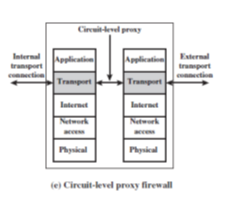 Circuit-level proxy
Internal
transport
connection
External
transport
connection
Application
Transport
Internet
Network
access
Physical
Application
Transport
Internet
Network
access
Physical
(e) Circuit-level proxy firewall